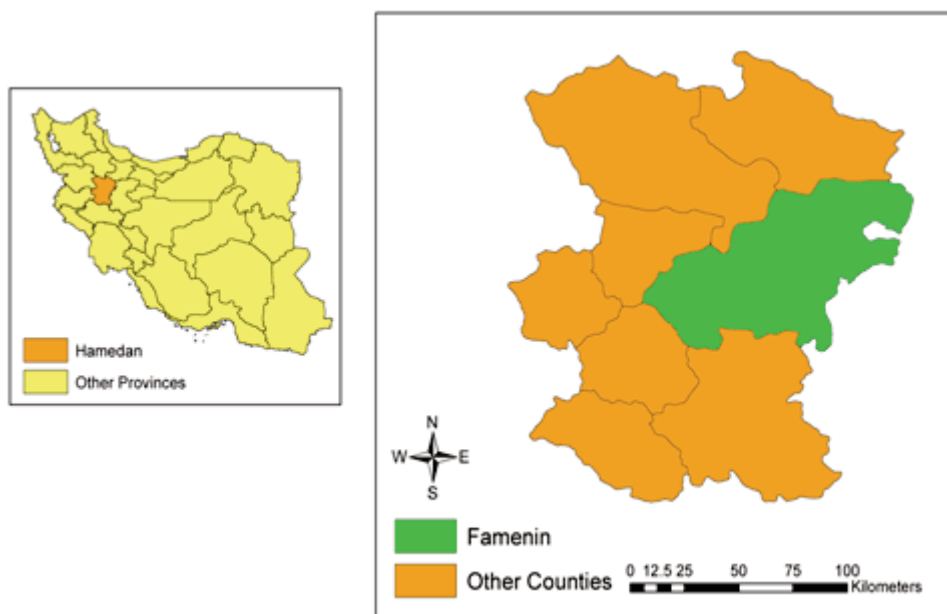 Hamedan
Other Provinces
N
W E
S
Famenin
Other Counties
0 12.5 25 50 75 100
Kilometers